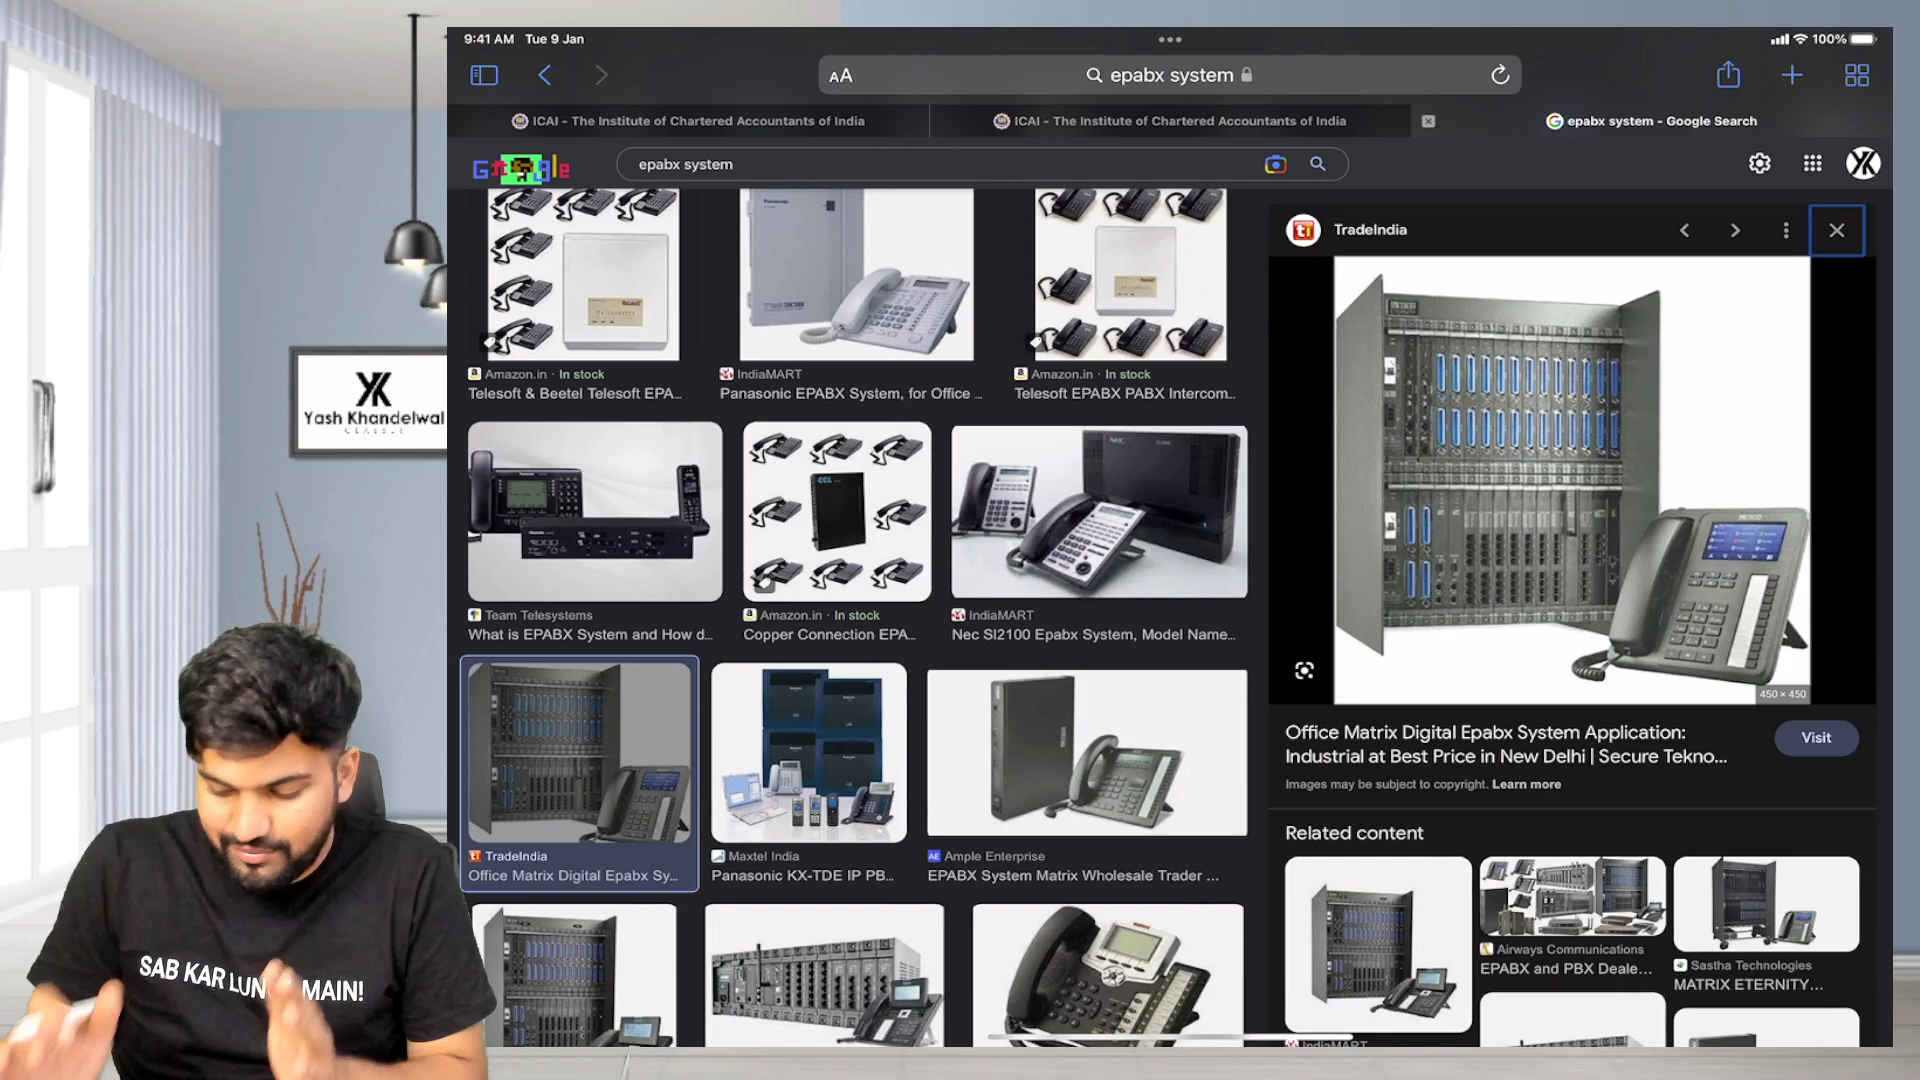 9:41 AM Tue 9 Jan
100%
AA
epabx system
ICAI - The Institute of Chartered Accountants of India
ICAI - The Institute of Chartered Accountants of India
epabx system - Google Search
Google
epabx system
TradeIndia
Amazon.in · In stock
Telesoft & Beetel Telesoft EPA...
IndiaMART
Panasonic EPABX System, for Office ...
Amazon.in · In stock
Telesoft EPABX PABX Intercom...
YK
Yash Khandelwal
CLASSES
CCL
NEC
Team Telesystems
What is EPABX System and How d...
Amazon.in · In stock
Copper Connection EPA...
IndiaMART
Nec Sl2100 Epabx System, Model Name...
450 × 450
Office Matrix Digital Epabx System Application:
Industrial at Best Price in New Delhi | Secure Tekno...
Visit
Images may be subject to copyright. Learn more
Related content
TradeIndia
Office Matrix Digital Epabx Sy...
Maxtel India
Panasonic KX-TDE IP PB...
AE Ample Enterprise
EPABX System Matrix Wholesale Trader ...
Airways Communications
EPABX and PBX Deale...
Sastha Technologies
MATRIX ETERNITY...
IndiaMART
SAB KAR LUN MAIN!